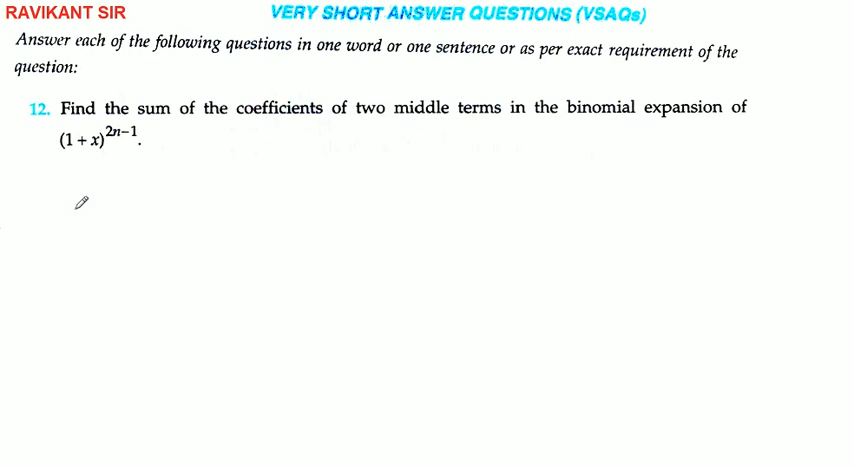 RAVIKANT SIR
VERY SHORT ANSWER QUESTIONS (VSAQs)
Answer each of the following questions in one word or one sentence or as per exact requirement of the
question:
12. Find the sum of the coefficients of two middle terms in the binomial expansion of
(1 + x)^{2n–1}.